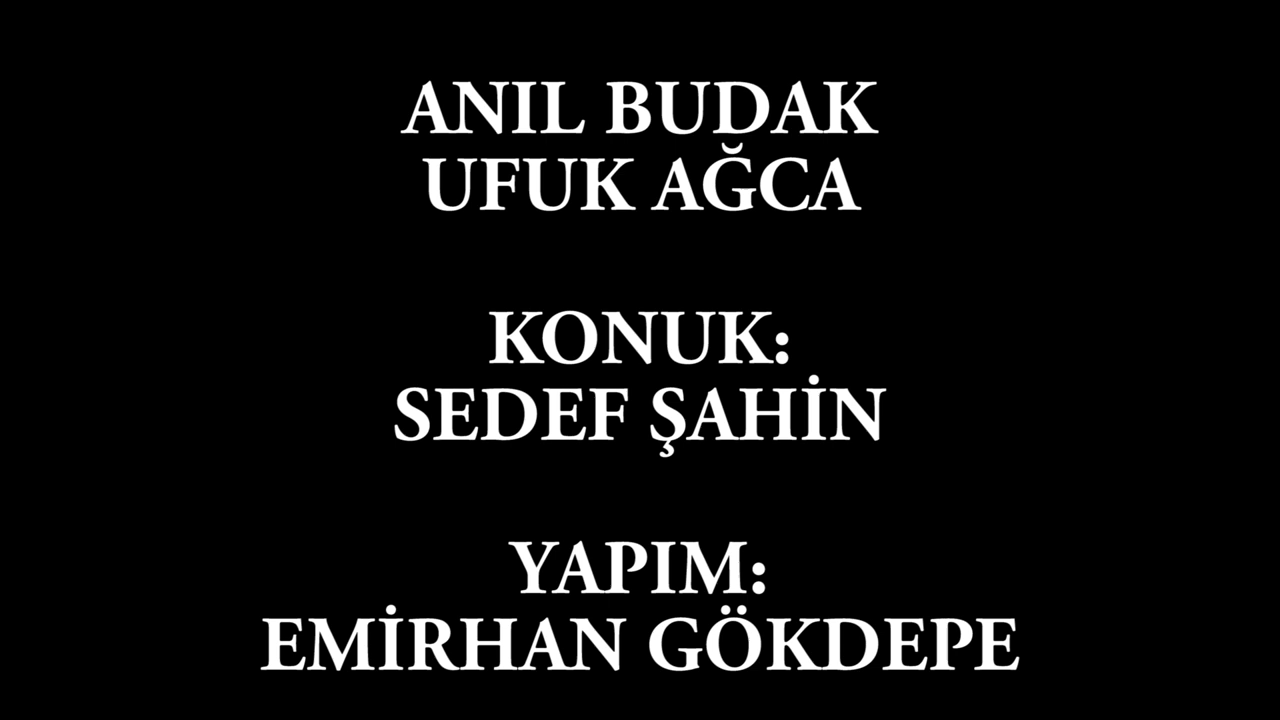 ANIL BUDAK
UFUK AĞCA
KONUK:
SEDEF ŞAHİN
YAPIM:
EMİRHAN GÖKDEPE